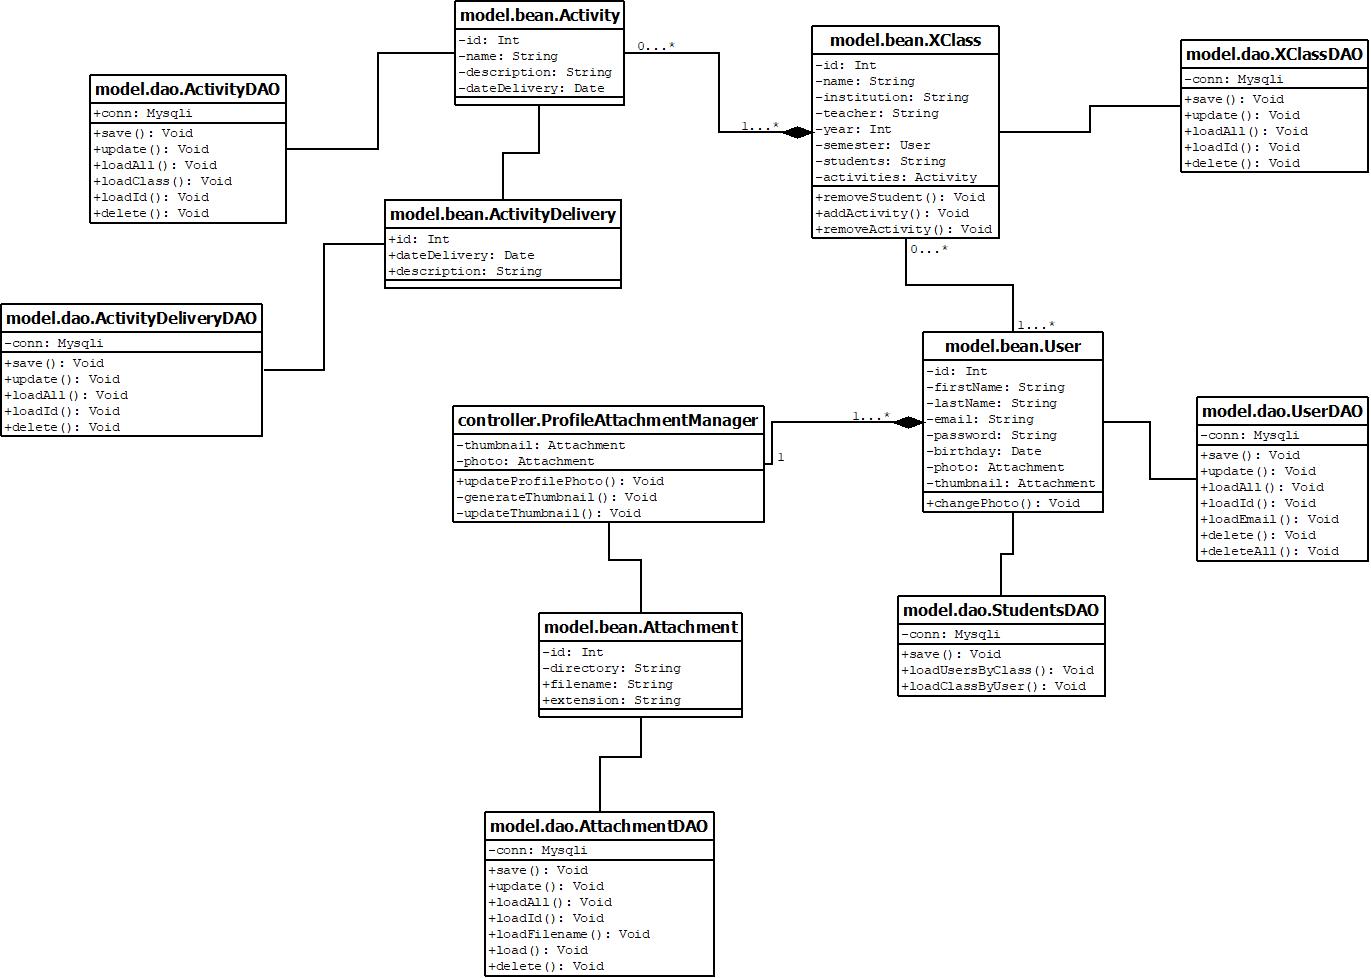 model.bean.Activity
-id: Int
-name: String
-description: String
-dateDelivery: Date
0...*
1...*
model.bean.XClass
-id: Int
-name: String
-institution: String
-teacher: String
-year: Int
-semester: User
-students: String
-activities: Activity
+removeStudent(): Void
+addActivity(): Void
+removeActivity(): Void
0...*
1...*
model.dao.XClassDAO
-conn: Mysqli
+save(): Void
+update(): Void
+loadAll(): Void
+loadId(): Void
+delete(): Void
model.dao.ActivityDAO
+conn: Mysqli
+save(): Void
+update(): Void
+loadAll(): Void
+loadClass(): Void
+loadId(): Void
+delete(): Void
model.bean.ActivityDelivery
+id: Int
+dateDelivery: Date
+description: String
model.dao.ActivityDeliveryDAO
-conn: Mysqli
+save(): Void
+update(): Void
+loadAll(): Void
+loadId(): Void
+delete(): Void
model.bean.User
-id: Int
-firstName: String
-lastName: String
-email: String
-password: String
-birthday: Date
-photo: Attachment
-thumbnail: Attachment
+changePhoto(): Void
1...*
1
controller.ProfileAttachmentManager
-thumbnail: Attachment
-photo: Attachment
+updateProfilePhoto(): Void
-generateThumbnail(): Void
-updateThumbnail(): Void
model.dao.UserDAO
-conn: Mysqli
+save(): Void
+update(): Void
+loadAll(): Void
+loadId(): Void
+loadEmail(): Void
+delete(): Void
+deleteAll(): Void
model.dao.StudentsDAO
-conn: Mysqli
+save(): Void
+loadUsersByClass(): Void
+loadClassByUser(): Void
model.bean.Attachment
-id: Int
-directory: String
+filename: String
+extension: String
model.dao.AttachmentDAO
-conn: Mysqli
+save(): Void
+update(): Void
+loadAll(): Void
+loadId(): Void
+loadFilename(): Void
+load(): Void
+delete(): Void